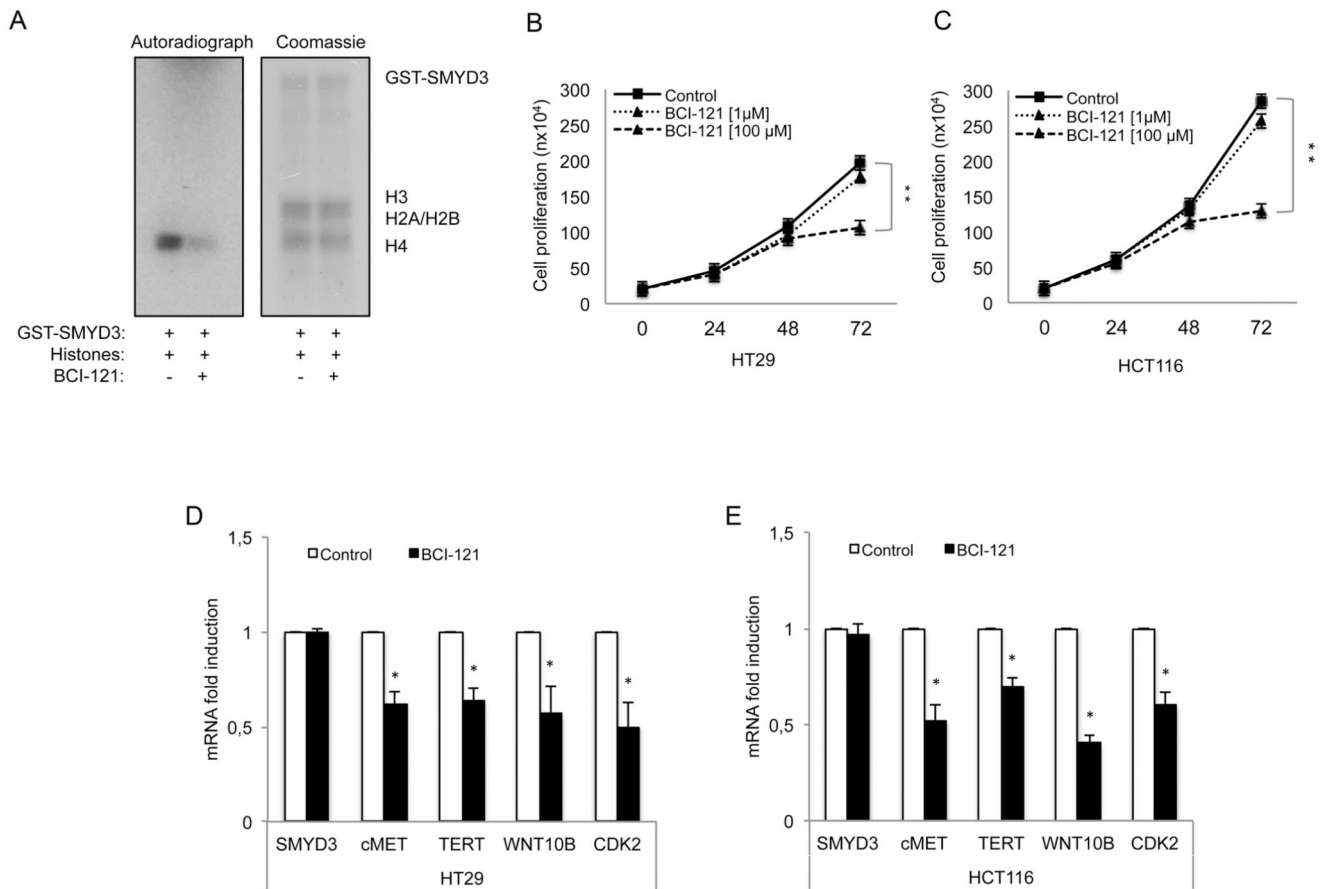 A
Autoradiograph Coomassie
GST-SMYD3
H3
H2A/H2B
H4
GST-SMYD3: + + + +
Histones: + + + +
BCI-121: - + - +
B
Cell proliferation (nx10⁴)
300
250
200
150
100
50
0
Control
BCI-121 [1µM]
BCI-121 [100 µM]
**
0 24 48 72
HT29
C
Cell proliferation (nx10⁴)
300
250
200
150
100
50
0
Control
BCI-121 [1µM]
BCI-121 [100 µM]
**
0 24 48 72
HCT116
D
mRNA fold induction
1,5
1
0,5
0
Control BCI-121
* * * *
SMYD3 cMET TERT WNT10B CDK2
HT29
E
mRNA fold induction
1,5
1
0,5
0
Control BCI-121
* * * *
SMYD3 cMET TERT WNT10B CDK2
HCT116